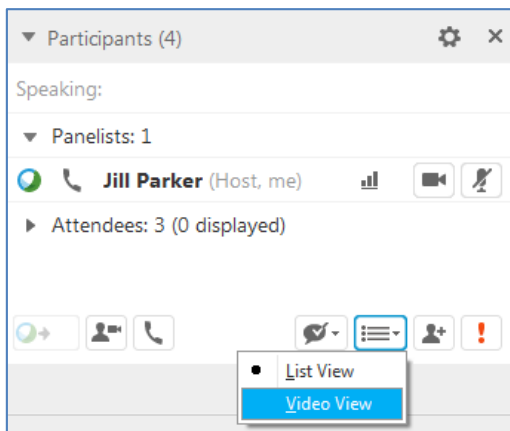 Participants (4)
Speaking:
Panelists: 1
Jill Parker (Host, me)
Attendees: 3 (0 displayed)
List View
Video View